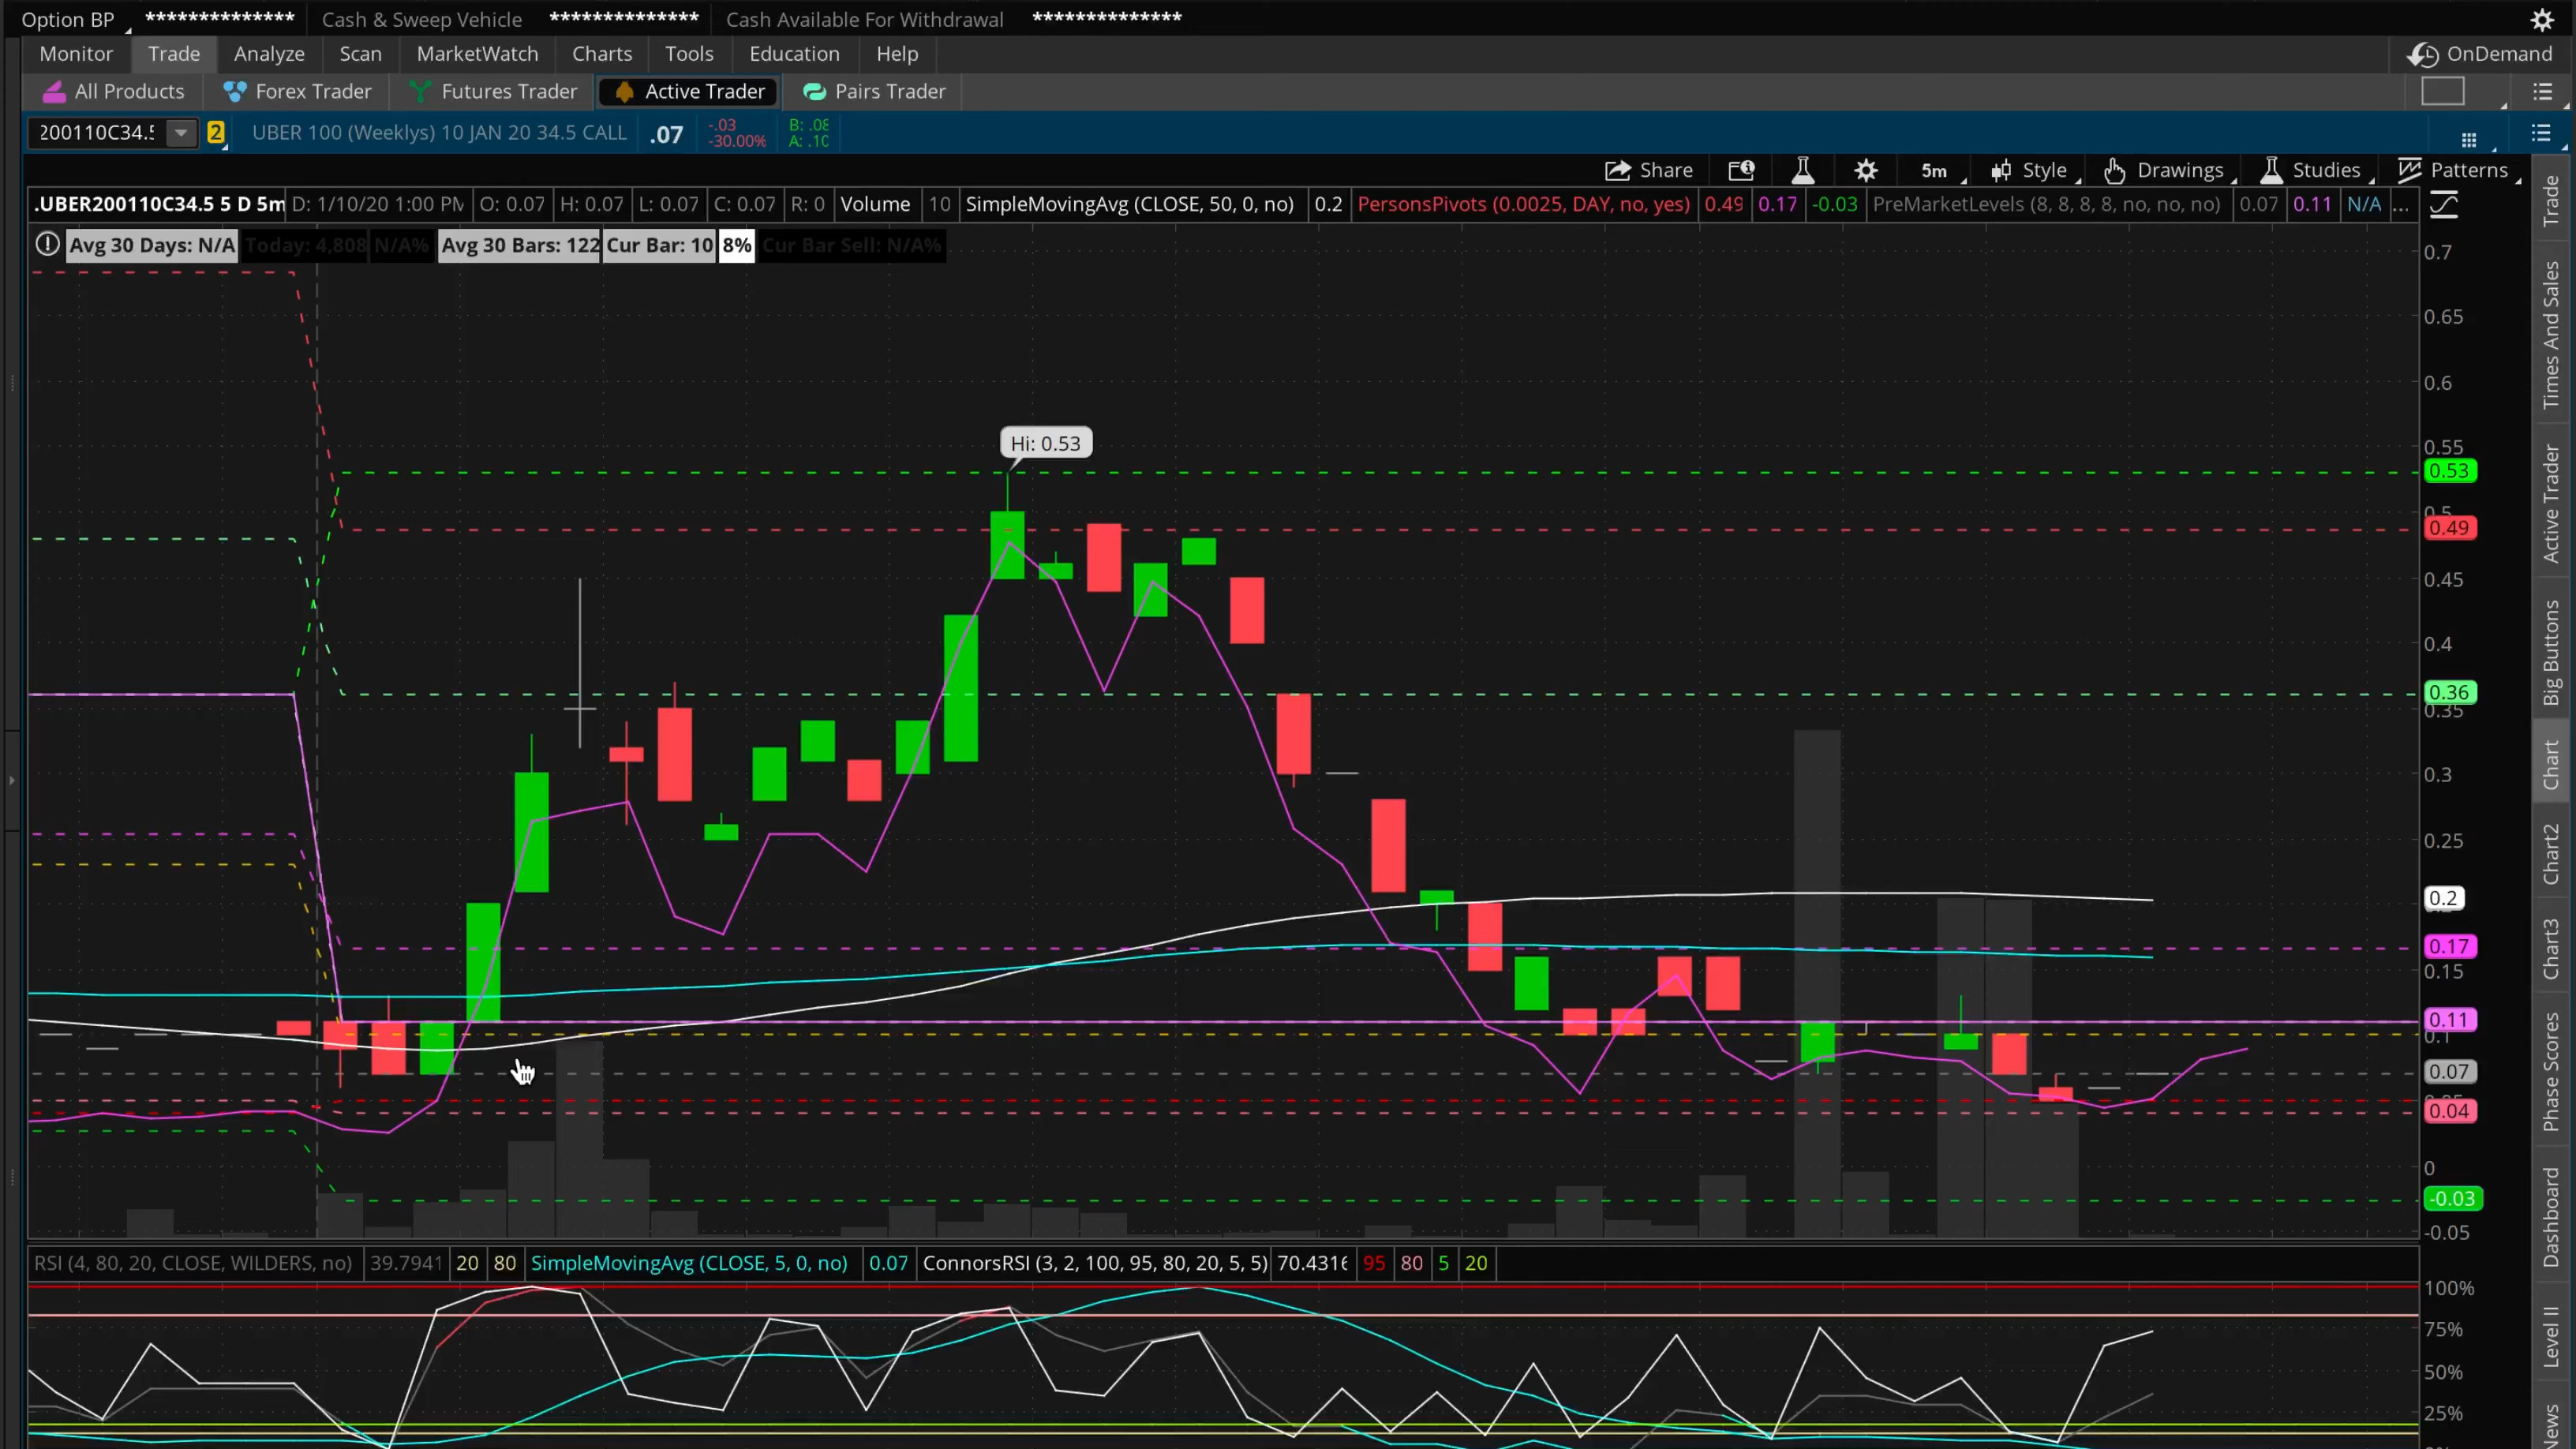 Option BP ************** Cash & Sweep Vehicle ************** Cash Available For Withdrawal **************
Monitor Trade Analyze Scan MarketWatch Charts Tools Education Help OnDemand
All Products Forex Trader Futures Trader Active Trader Pairs Trader
200110C34.5 2 UBER 100 (Weeklys) 10 JAN 20 34.5 CALL .07 -.03 -30.00% B: .08 A: .10
Share 5m Style Drawings Studies Patterns
.UBER200110C34.5 5 D 5m D: 1/10/20 1:00 PM O: 0.07 H: 0.07 L: 0.07 C: 0.07 R: 0 Volume 10 SimpleMovingAvg (CLOSE, 50, 0, no) 0.2 PersonsPivots (0.0025, DAY, no, yes) 0.49 0.17 -0.03 PreMarketLevels (8, 8, 8, 8, no, no, no) 0.07 0.11 N/A ...
Avg 30 Days: N/A Today: 4,808 N/A% Avg 30 Bars: 122 Cur Bar: 10 8% Cur Bar Sell: N/A%
Hi: 0.53
0.7
0.65
0.6
0.55
0.53
0.5
0.49
0.45
0.4
0.36
0.35
0.3
0.25
0.2
0.17
0.15
0.11
0.1
0.07
0.04
0
-0.03
-0.05
RSI (4, 80, 20, CLOSE, WILDERS, no) 39.7941 20 80 SimpleMovingAvg (CLOSE, 5, 0, no) 0.07 ConnorsRSI (3, 2, 100, 95, 80, 20, 5, 5) 70.4316 95 80 5 20
100%
75%
50%
25%
Trade
Times And Sales
Active Trader
Big Buttons
Chart
Chart2
Chart3
Phase Scores
Dashboard
Level II
News